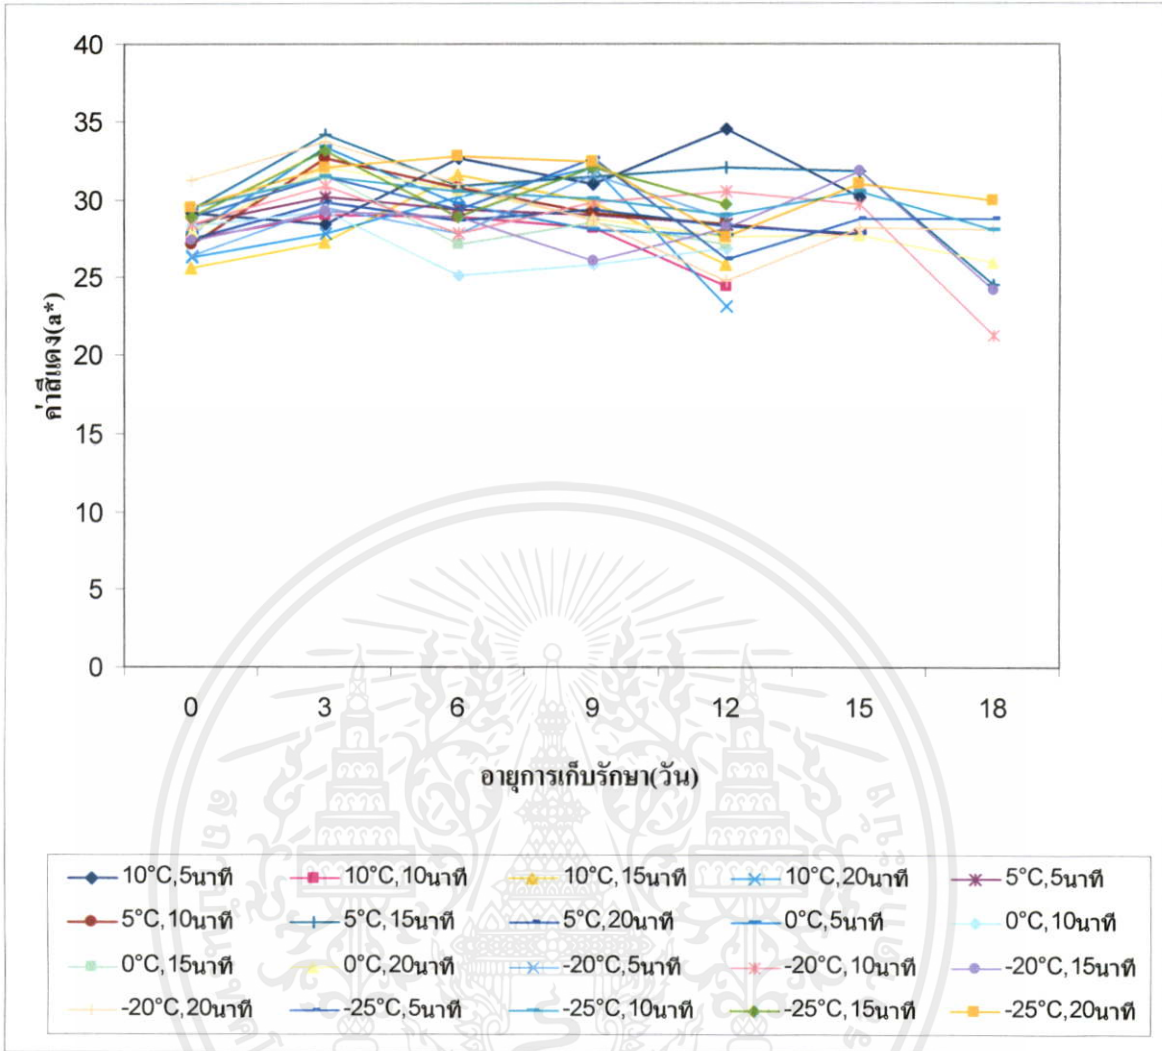 40
35
30
25
20
15
10
5
0
ค่าสีแดง(a*)
0 3 6 9 12 15 18
อายุการเก็บรักษา(วัน)
10°C,5นาที 10°C,10นาที 10°C,15นาที 10°C,20นาที 5°C,5นาที
5°C,10นาที 5°C,15นาที 5°C,20นาที 0°C,5นาที 0°C,10นาที
0°C,15นาที 0°C,20นาที -20°C,5นาที -20°C,10นาที -20°C,15นาที
-20°C,20นาที -25°C,5นาที -25°C,10นาที -25°C,15นาที -25°C,20นาที